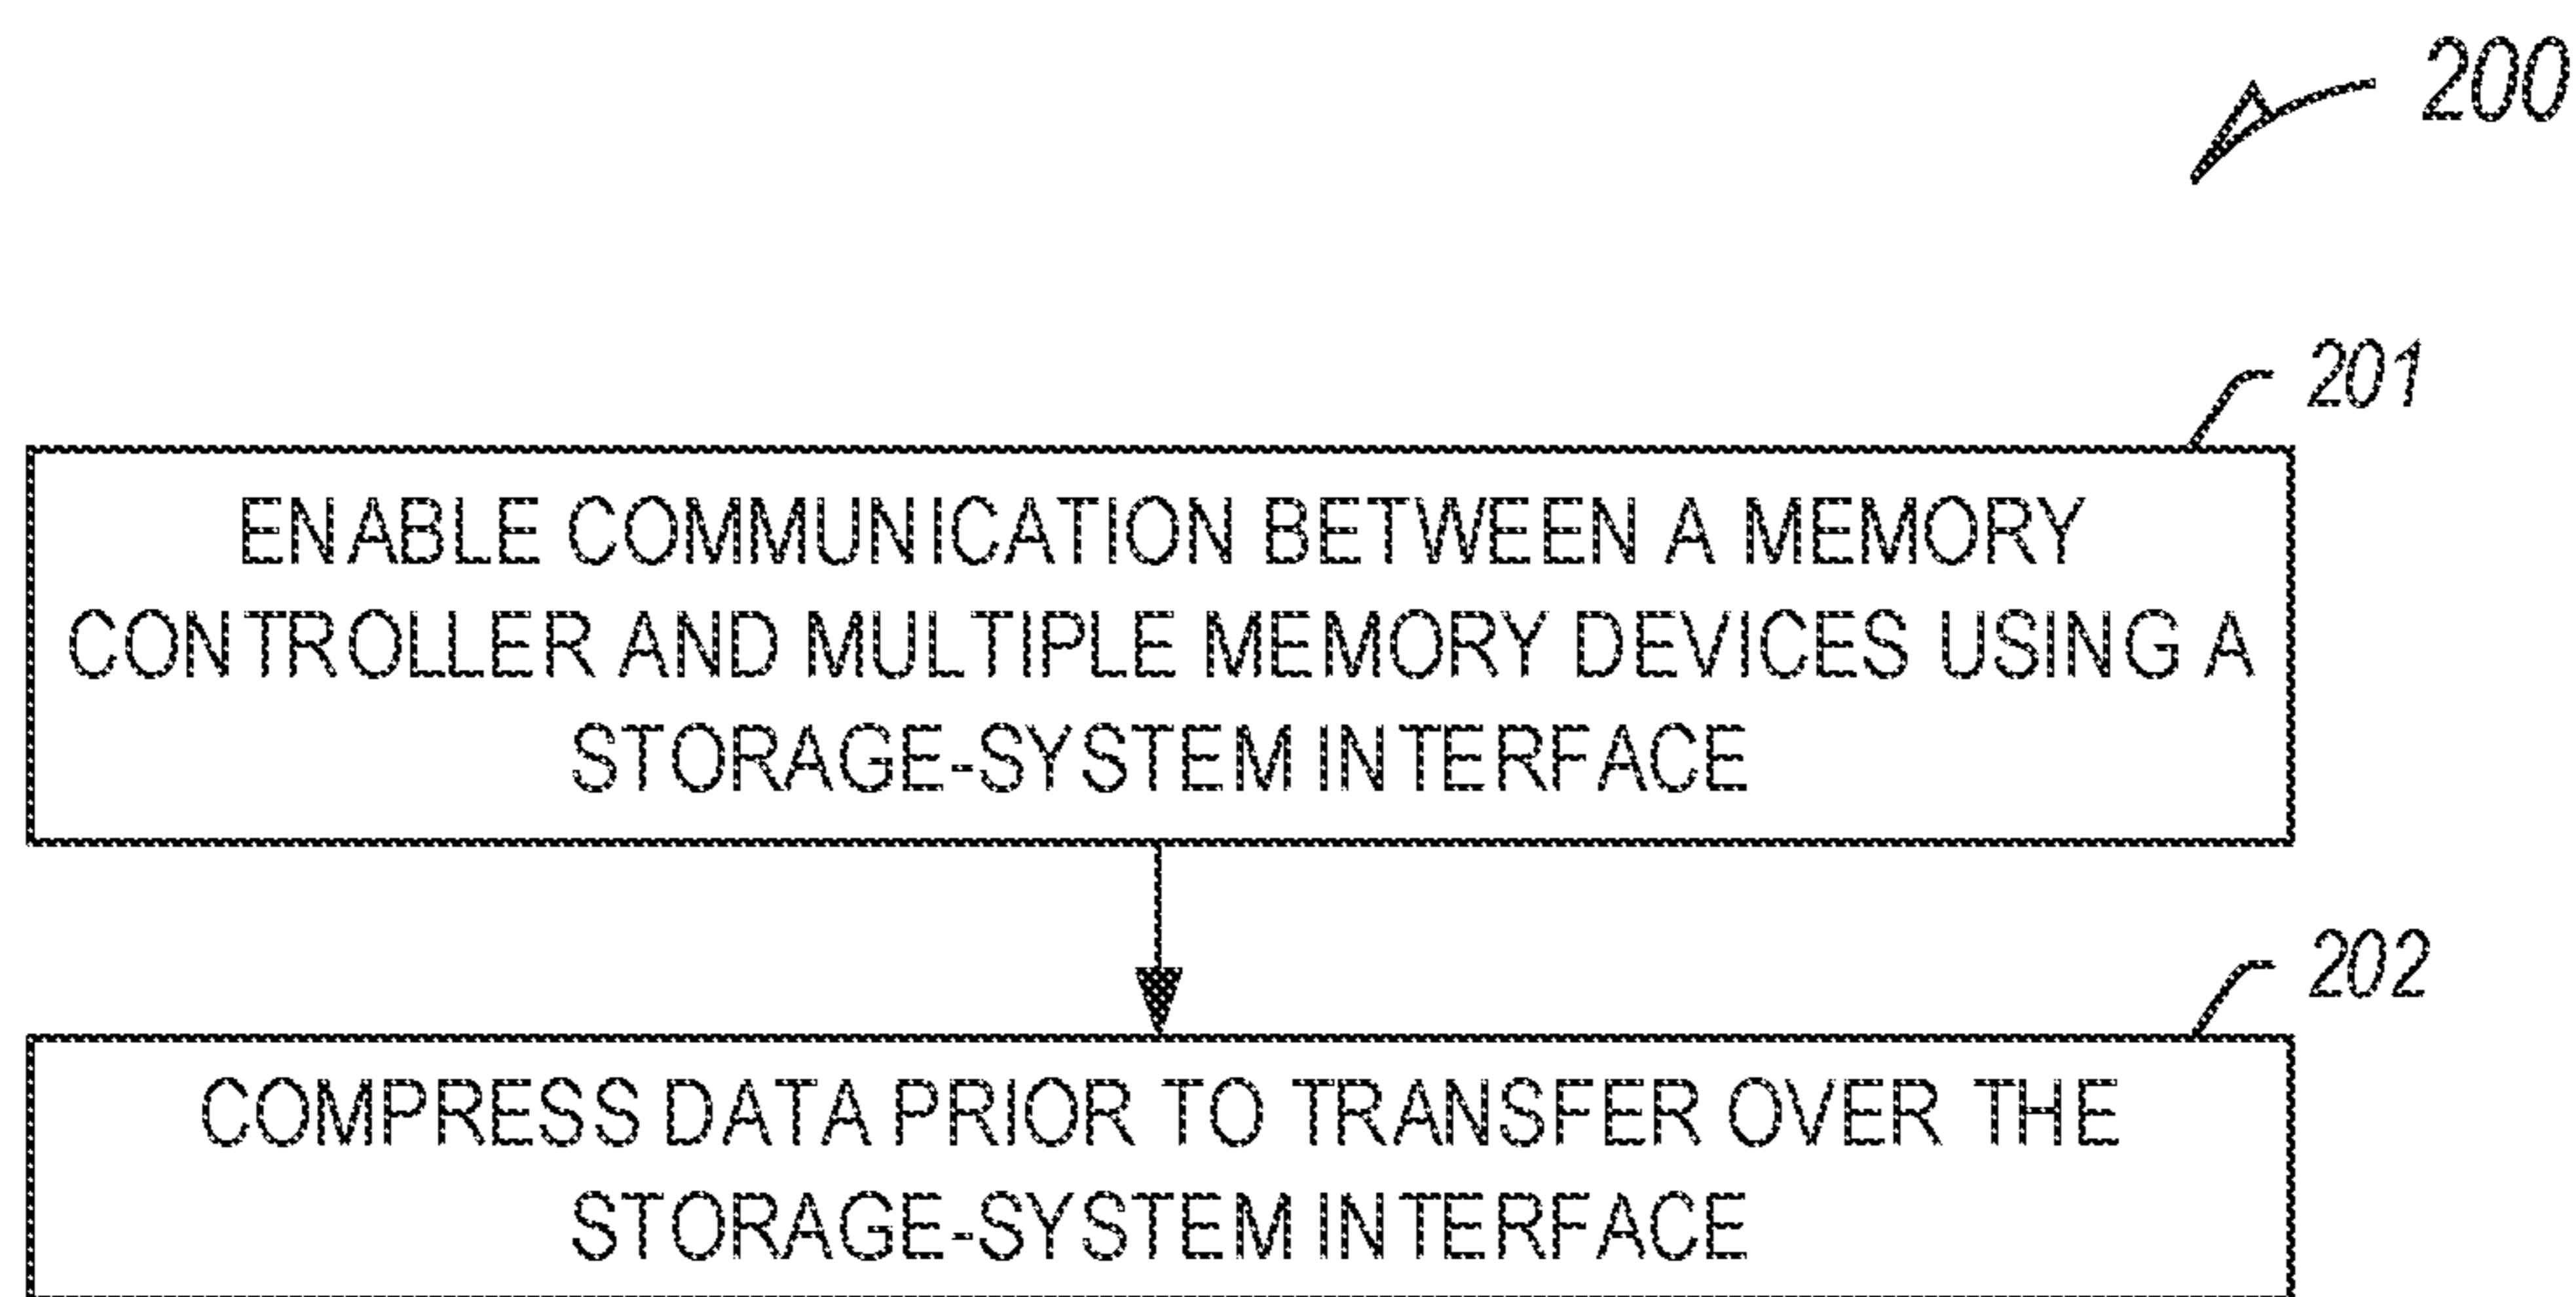 200
201
ENABLE COMMUNICATION BETWEEN A MEMORY
CONTROLLER AND MULTIPLE MEMORY DEVICES USING A
STORAGE-SYSTEM INTERFACE
202
COMPRESS DATA PRIOR TO TRANSFER OVER THE
STORAGE-SYSTEM INTERFACE